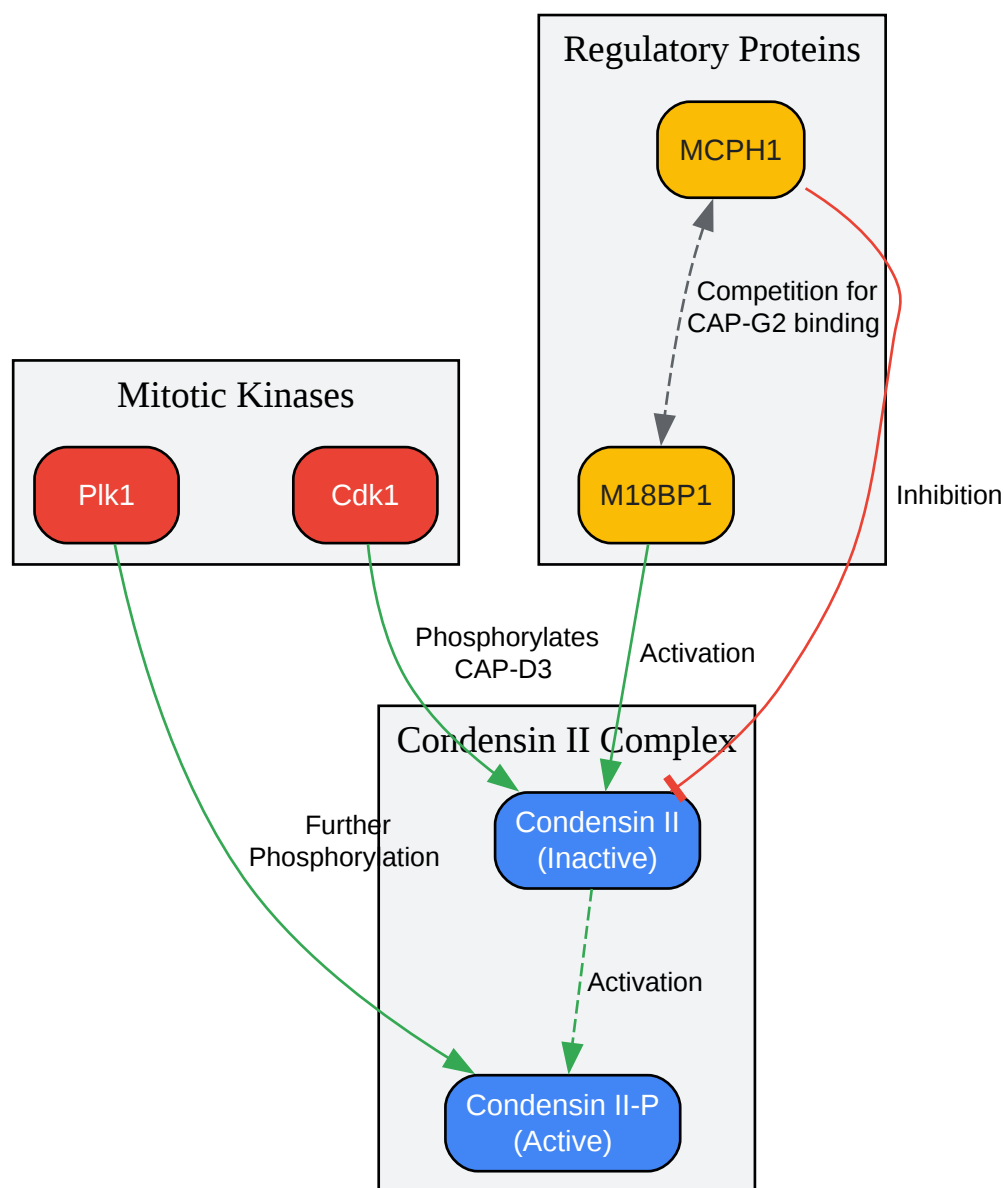 Regulatory Proteins
MCPH1
Competition for
CAP-G2 binding
Mitotic Kinases
Plk1
Cdk1
M18BP1
Inhibition
Phosphorylates
CAP-D3
Activation
Condensin II Complex
Condensin II
(Inactive)
Further
Phosphorylation
Activation
Condensin II-P
(Active)